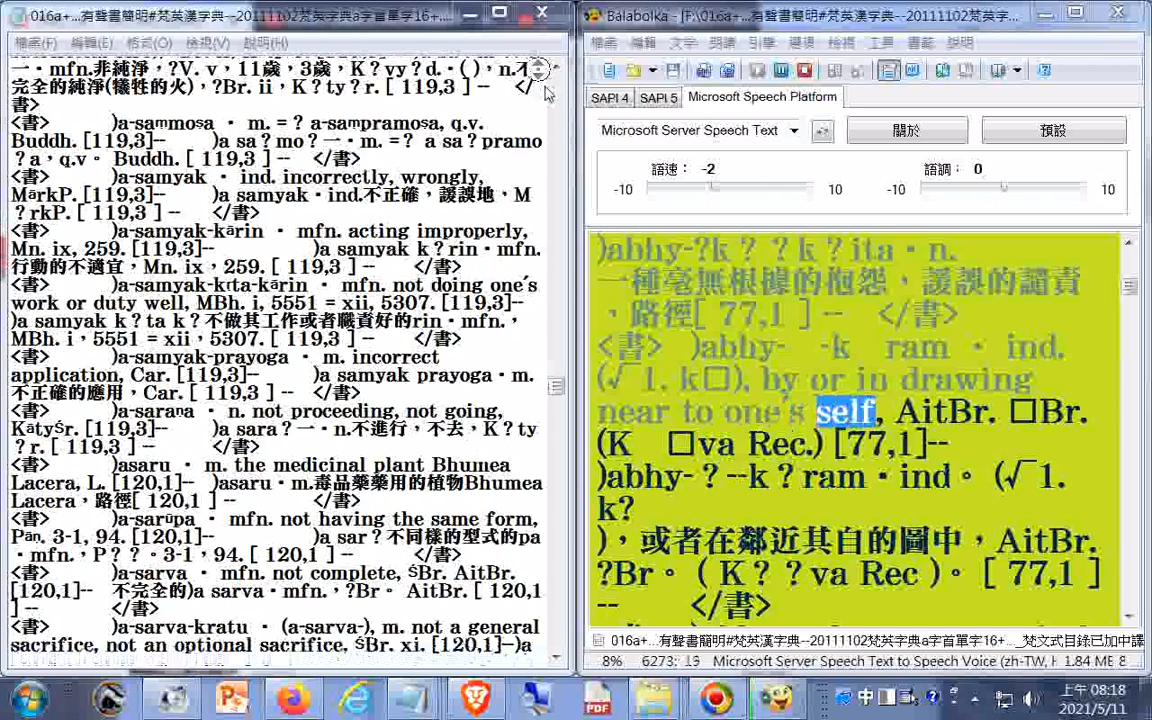 016a+...有聲書簡明#梵英漢字典--20111102梵英字典a字首單字16+...
檔案(F) 編輯(E) 格式(O) 檢視(V) 說明(H)
一‧mfn.非純淨，?V. v，11歲，3歲，K ? vy ? d.‧( )，n.不
完全的純淨(犧牲的火)，?Br. ii，K ? ty ? r. [ 119,3 ] -- </
書>
<書> )a-saṃmoṣa ‧ m. = ? a-saṃpramoṣa, q.v.
Buddh. [119,3]-- )a sa ? mo ? 一‧m. = ? a sa ? pramo
? a，q.v。 Buddh. [ 119,3 ] -- </書>
<書> )a-samyak ‧ ind. incorrectly, wrongly,
MārkP. [119,3]-- )a samyak‧ind.不正確，謬誤地，M
? rkP. [ 119,3 ] -- </書>
<書> )a-samyak-kārin ‧ mfn. acting improperly,
Mn. ix, 259. [119,3]-- )a samyak k ? rin‧mfn.
行動的不適宜，Mn. ix，259. [ 119,3 ] -- </書>
<書> )a-samyak-kṛta-kārin ‧ mfn. not doing one's
work or duty well, MBh. i, 5551 = xii, 5307. [119,3]--
)a samyak k ? ta k ? 不做其工作或者職責好的rin‧mfn.，
MBh. i，5551 = xii，5307. [ 119,3 ] -- </書>
<書> )a-samyak-prayoga ‧ m. incorrect
application, Car. [119,3]-- )a samyak prayoga‧m.
不正確的應用，Car. [ 119,3 ] -- </書>
<書> )a-saraṇa ‧ n. not proceeding, not going,
KātyŚr. [119,3]-- )a sara ? 一‧n.不進行，不去，K ? ty
? r. [ 119,3 ] -- </書>
<書> )asaru ‧ m. the medicinal plant Bhumea
Lacera, L. [120,1]-- )asaru‧m.毒品藥藥用的植物Bhumea
Lacera，路徑[ 120,1 ] -- </書>
<書> )a-sarūpa ‧ mfn. not having the same form,
Pāṇ. 3-1, 94. [120,1]-- )a sar ? 不同樣的型式的pa
‧mfn.，P ? ?。3-1，94. [ 120,1 ] -- </書>
<書> )a-sarva ‧ mfn. not complete, ŚBr. AitBr.
[120,1]-- 不完全的)a sarva‧mfn.，?Br。 AitBr. [ 120,1
] -- </書>
<書> )a-sarva-kratu ‧ (a-sarva-), m. not a general
sacrifice, not an optional sacrifice, ŚBr. xi. [120,1]--)a
Balabolka - [F:\016a+...有聲書簡明#梵英漢字典--20111102梵英字...
檔案 編輯 文字 朗讀 引擎 選項 檢視 工具 書籤 說明
SAPI 4 SAPI 5 Microsoft Speech Platform
Microsoft Server Speech Text 關於 預設
語速： -2 語調： 0
-10 10 -10 10
)abhy-?k ? ? k ? ita‧n.
一種毫無根據的抱怨，謬誤的譴責
，路徑[ 77,1 ] -- </書>
<書> )abhy- -k ram ‧ ind.
(√1. k□), by or in drawing
near to one's self, AitBr. □Br.
(K □va Rec.) [77,1]--
)abhy- ? --k ? ram‧ind。 (√1.
k?
)，或者在鄰近其自的圖中，AitBr.
?Br。 ( K ? ? va Rec )。 [ 77,1 ]
-- </書>
016a+...有聲書簡明#梵英漢字典--20111102梵英字典a字首單字16+..._梵文式目錄已加中譯
8% 6273: 13 Microsoft Server Speech Text to Speech Voice (zh-TW, H 1.84 MB 8
中
上午 08:18
2021/5/11